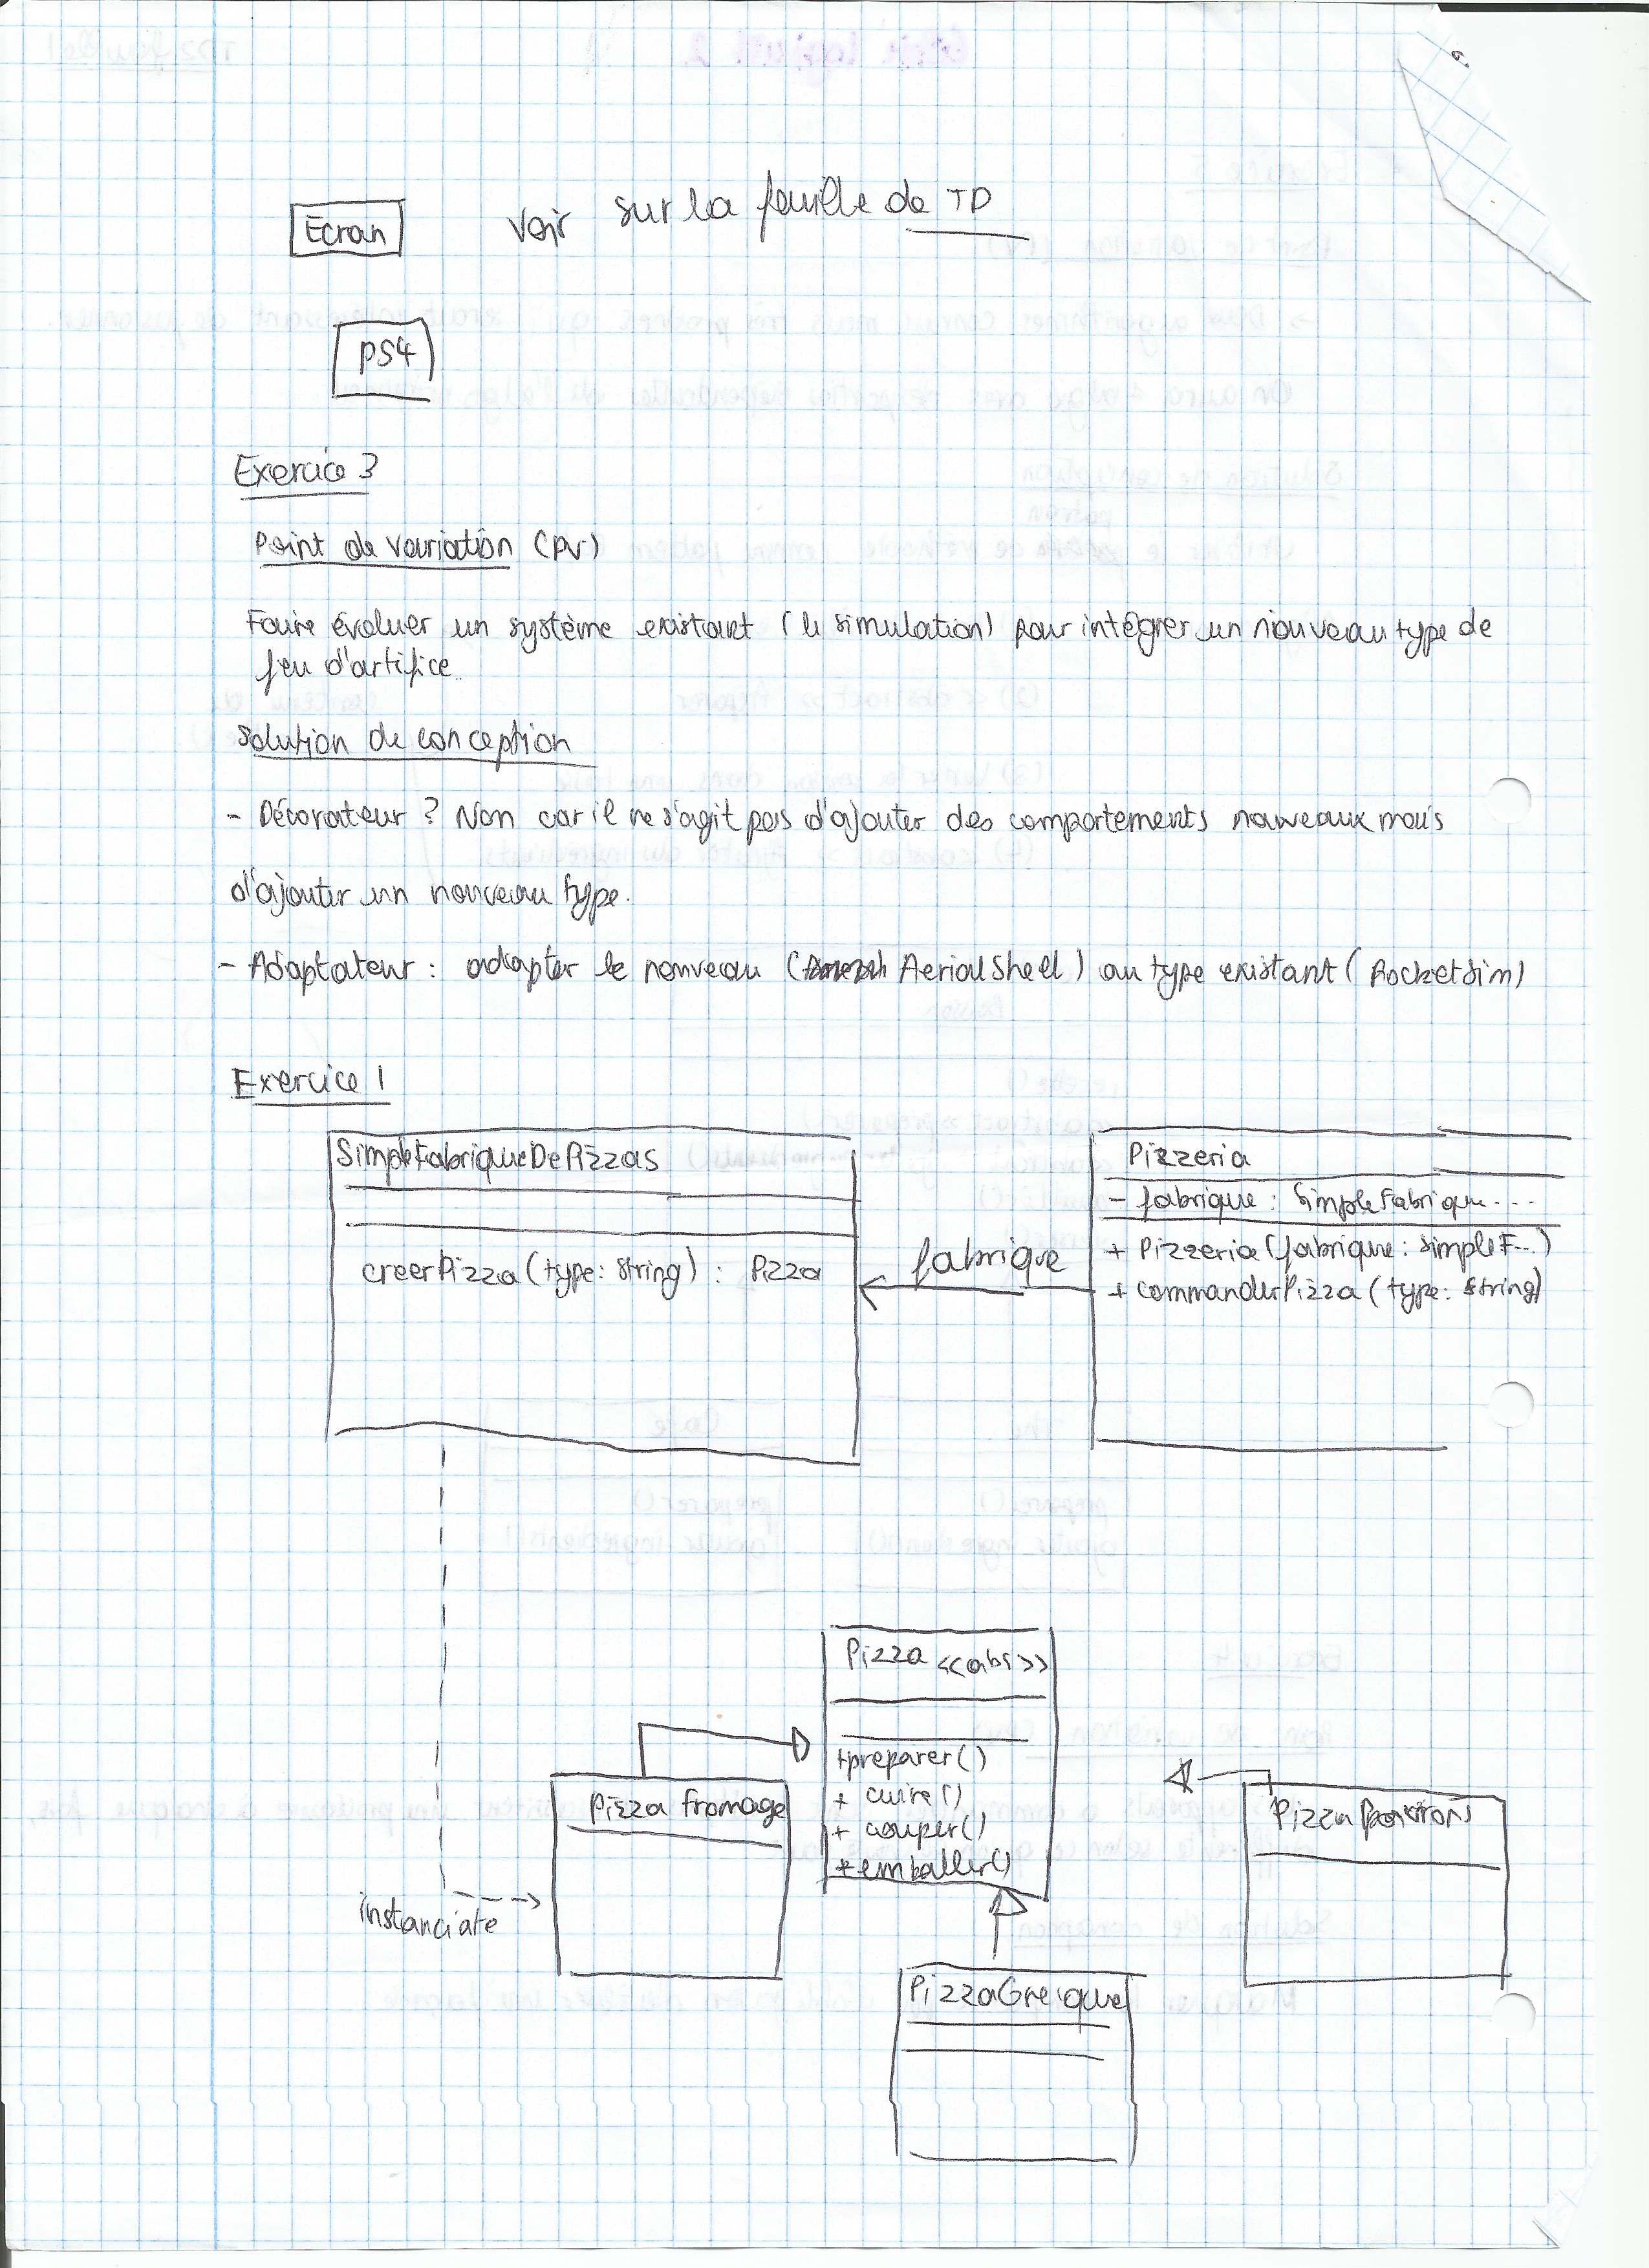 Ecran
Voir sur la feuille de TD
PS4
Exercice 3
Point de variation (PV)
Faire évoluer un système existant (la simulation) pour intégrer un nouveau type de
feu d'artifice.
Solution de conception
- Décorateur ? Non car il ne s'agit pas d'ajouter des comportements nouveaux mais
d'ajouter un nouveau type.
- Adaptateur : adapter le nouveau (AerialShell) au type existant (RocketSim)
Exercice 1
SimpleFabriqueDePizzas
creerPizza (type: String) : Pizza
fabrique
Pizzeria
- fabrique : SimpleFabrique...
+ Pizzeria (fabrique : SimpleF...)
+ commanderPizza (type: String)
Pizza <<abs>>
+preparer()
+ cuire()
+ couper()
+ emballer()
Pizza fromage
Pizza
instanciate
PizzaGrecque